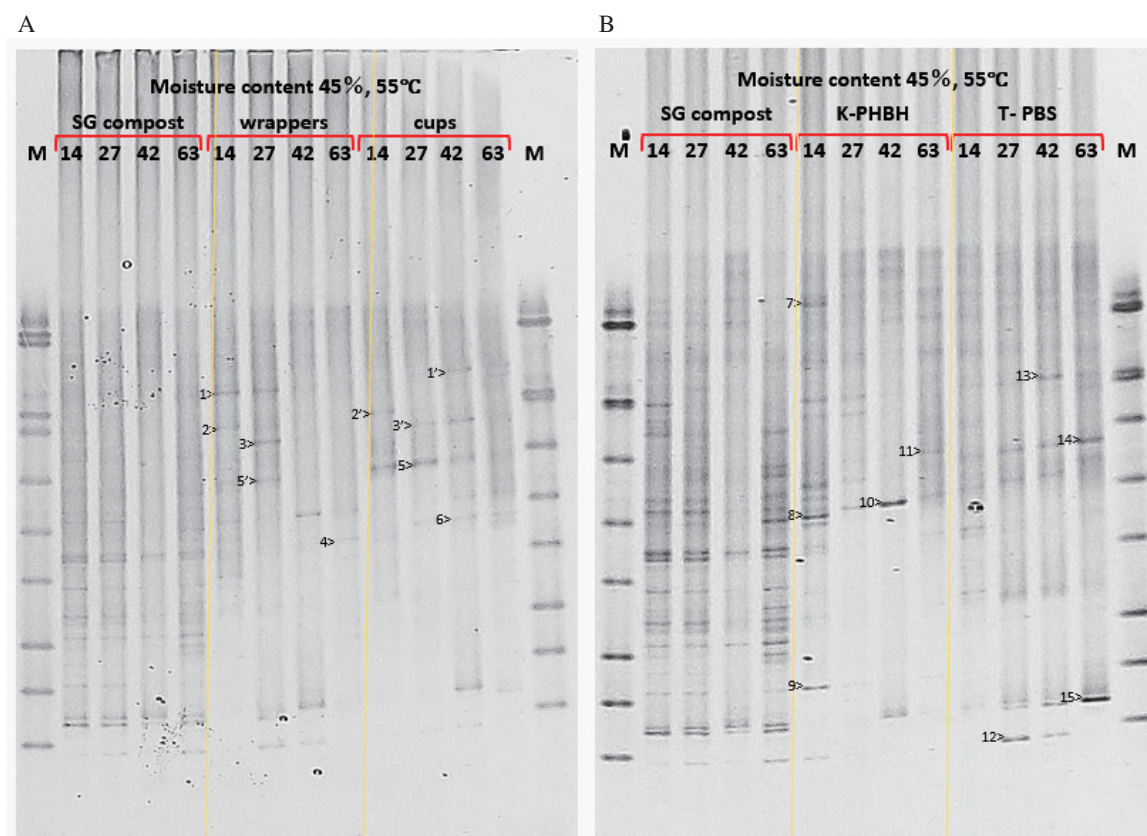 A
Moisture content 45%, 55℃
SG compost wrappers cups
M 14 27 42 63 14 27 42 63 14 27 42 63 M
1'>
1>
2'>
2>
3'>
3>
5>
5'>
6>
4>
B
Moisture content 45%, 55℃
SG compost K-PHBH T- PBS
M 14 27 42 63 14 27 42 63 14 27 42 63 M
7>
13>
14>
11>
10>
8>
9>
15>
12>